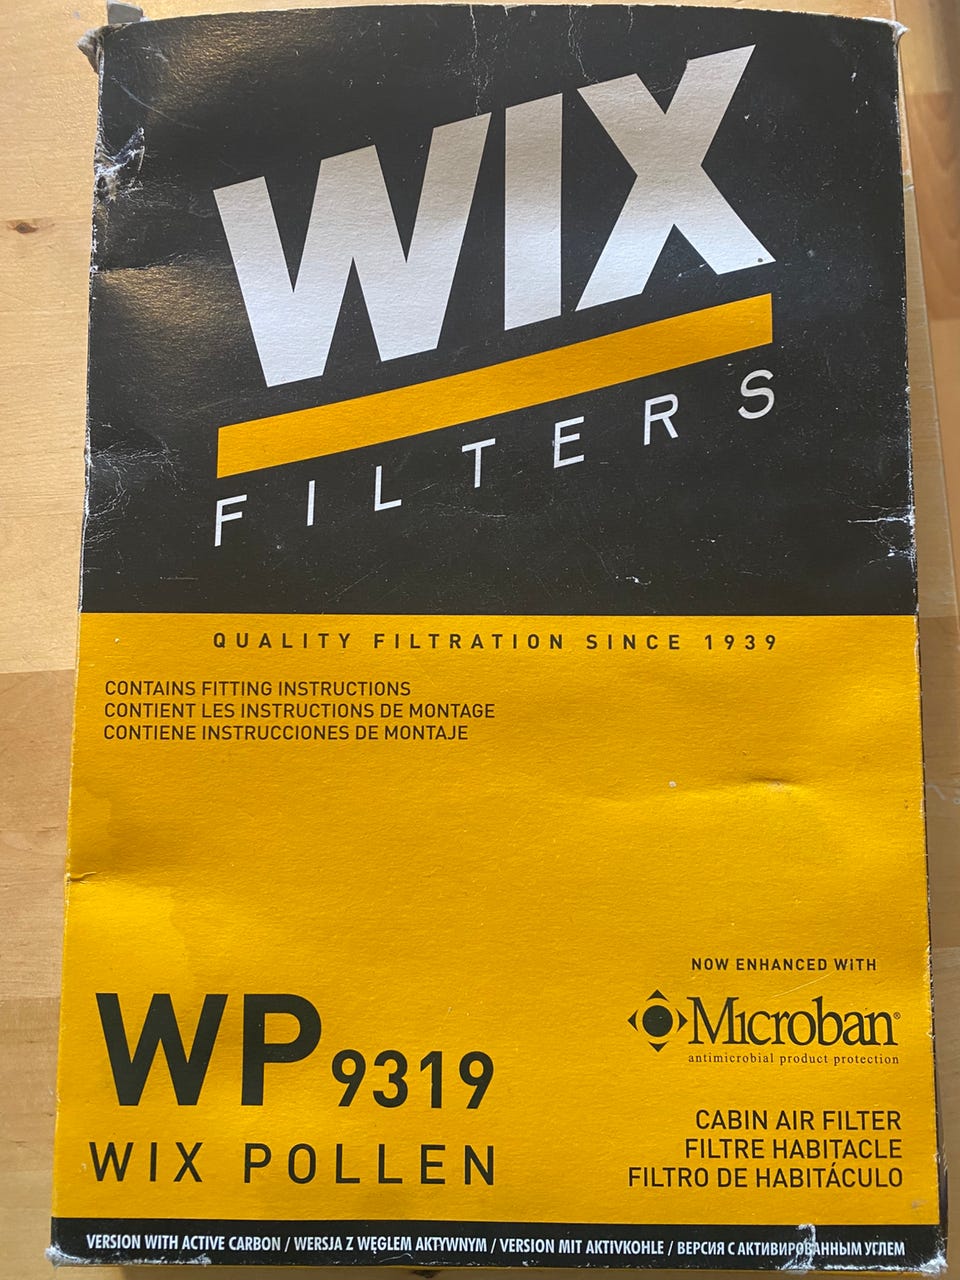 WIX
FILTERS
QUALITY FILTRATION SINCE 1939
CONTAINS FITTING INSTRUCTIONS
CONTIENT LES INSTRUCTIONS DE MONTAGE
CONTIENE INSTRUCCIONES DE MONTAJE
NOW ENHANCED WITH
Microban®
antimicrobial product protection
WP 9319
WIX POLLEN
CABIN AIR FILTER
FILTRE HABITACLE
FILTRO DE HABITÁCULO
VERSION WITH ACTIVE CARBON / WERSJA Z WĘGLEM AKTYWNYM / VERSION MIT AKTIVKOHLE / ВЕРСИЯ С АКТИВИРОВАННЫМ УГЛЕМ